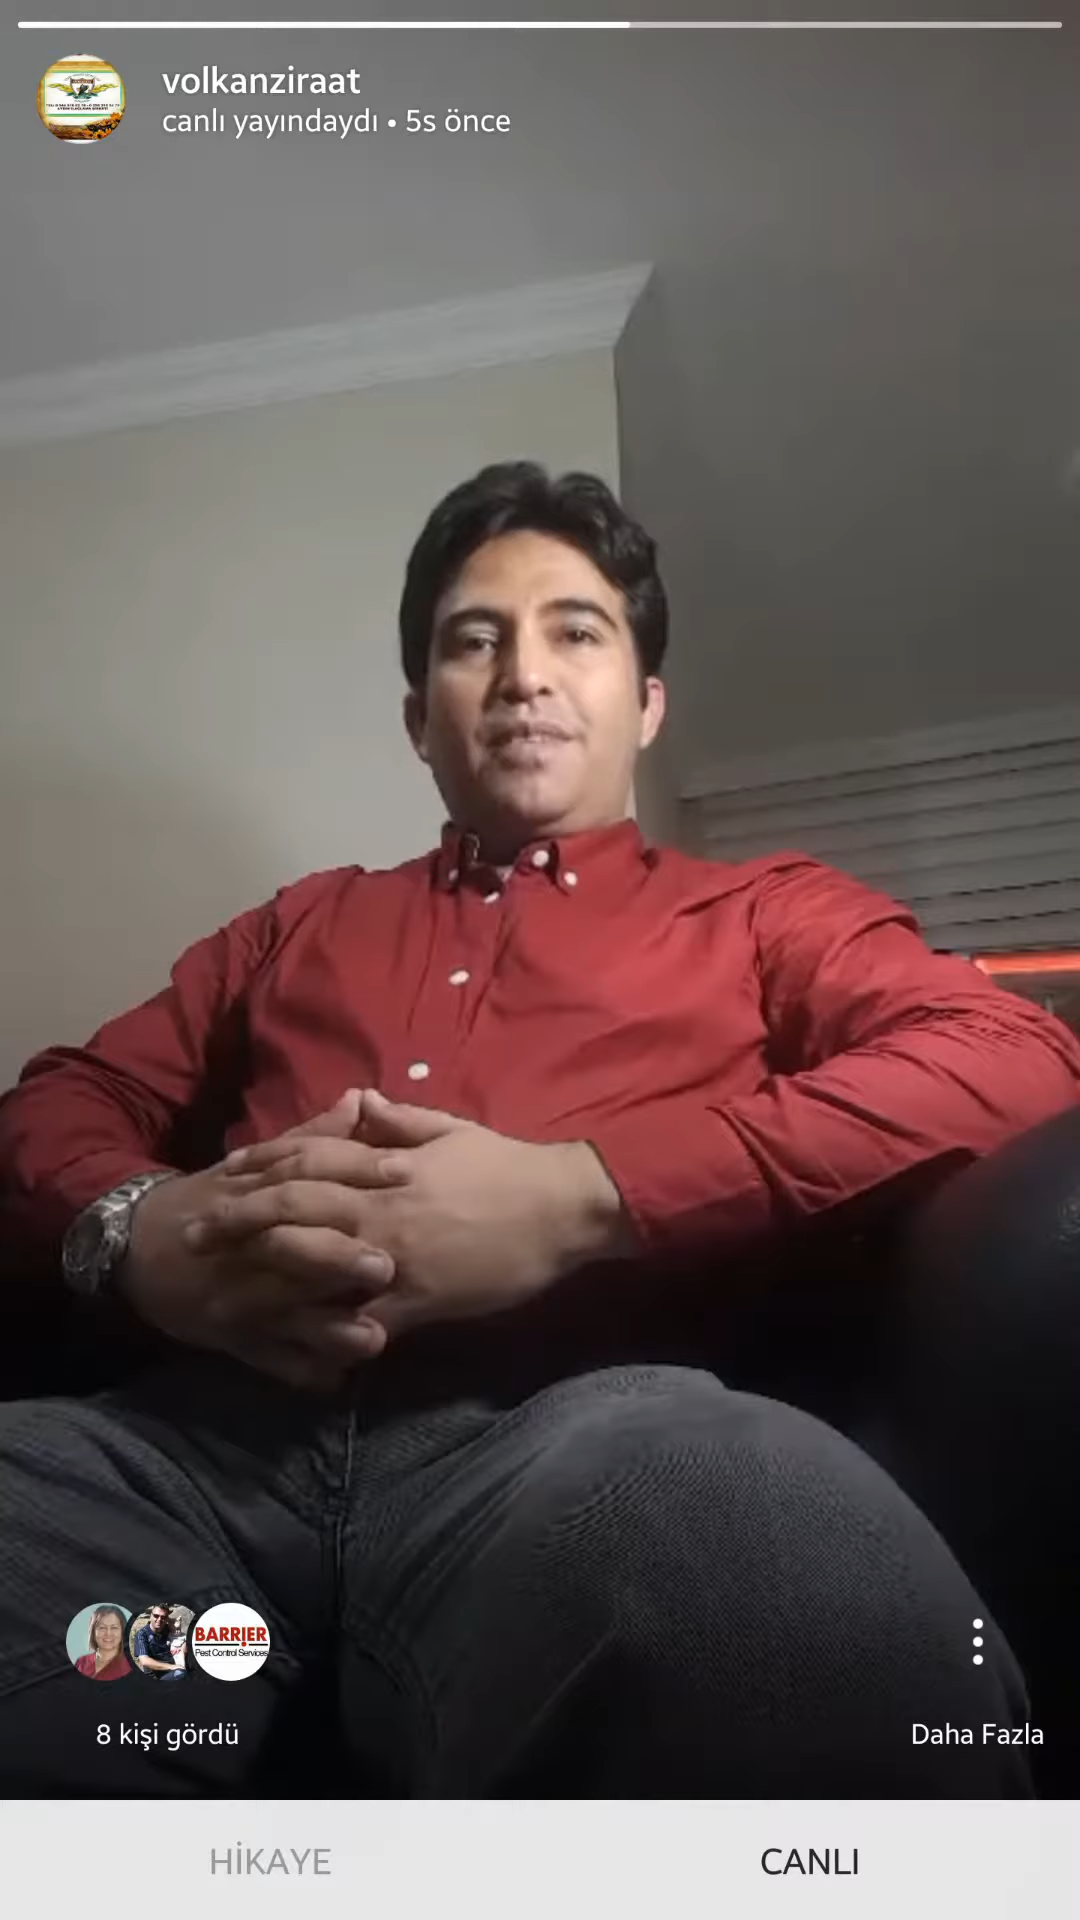 volkanziraat
canlı yayındaydı • 5s önce
BARRIER
Pest Control Services
8 kişi gördü
Daha Fazla
HİKAYE
CANLI